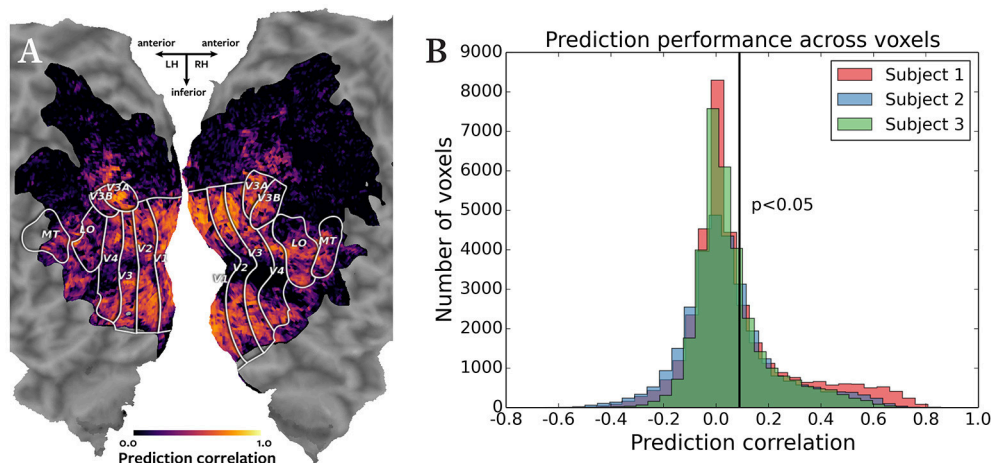 A
anterior anterior
LH RH
inferior
V3A
V3B
MT
LO
V4
V3
V2
V1
V3A
V3B
LO
MT
V3
V2
V4
V1
0.0 1.0
Prediction correlation
B
Prediction performance across voxels
9000
8000
7000
6000
5000
4000
3000
2000
1000
0
Number of voxels
Subject 1
Subject 2
Subject 3
p<0.05
-0.8 -0.6 -0.4 -0.2 0.0 0.2 0.4 0.6 0.8 1.0
Prediction correlation